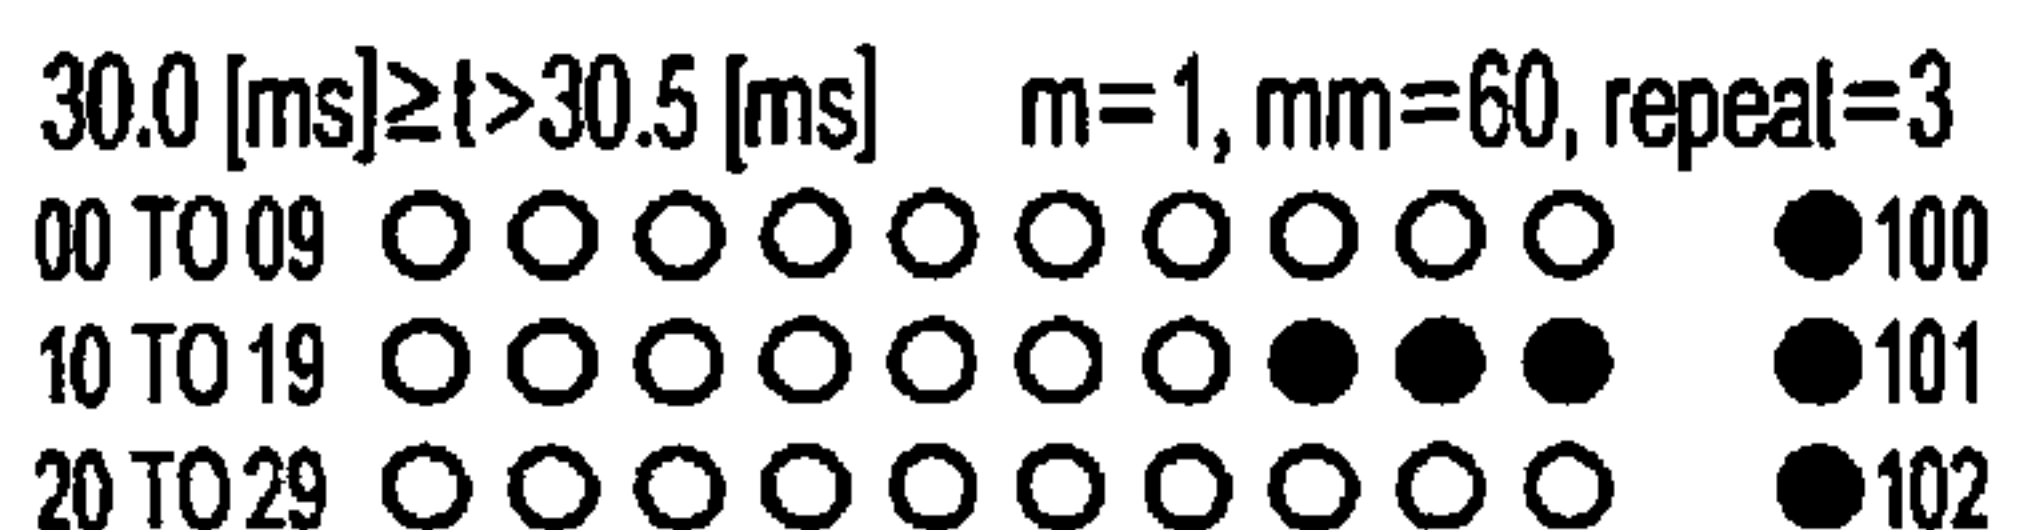 30.0 [ms]≥t>30.5 [ms] m=1, mm=60, repeat=3
00 TO 09 ○ ○ ○ ○ ○ ○ ○ ○ ○ ○ ●100
10 TO 19 ○ ○ ○ ○ ○ ○ ○ ● ● ● ●101
20 TO 29 ○ ○ ○ ○ ○ ○ ○ ○ ○ ○ ●102